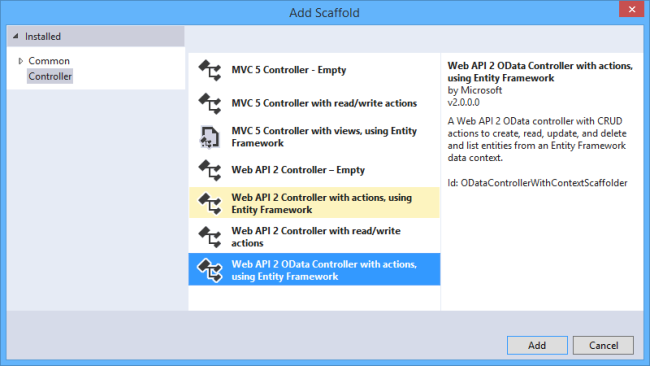 Add Scaffold
Installed
Common
Controller
MVC 5 Controller - Empty
MVC 5 Controller with read/write actions
MVC 5 Controller with views, using Entity
Framework
Web API 2 Controller – Empty
Web API 2 Controller with actions, using
Entity Framework
Web API 2 Controller with read/write
actions
Web API 2 OData Controller with actions,
using Entity Framework
Web API 2 OData Controller with actions,
using Entity Framework
by Microsoft
v2.0.0.0
A Web API 2 OData controller with CRUD
actions to create, read, update, and delete
and list entities from an Entity Framework
data context.
Id: ODataControllerWithContextScaffolder
Add
Cancel